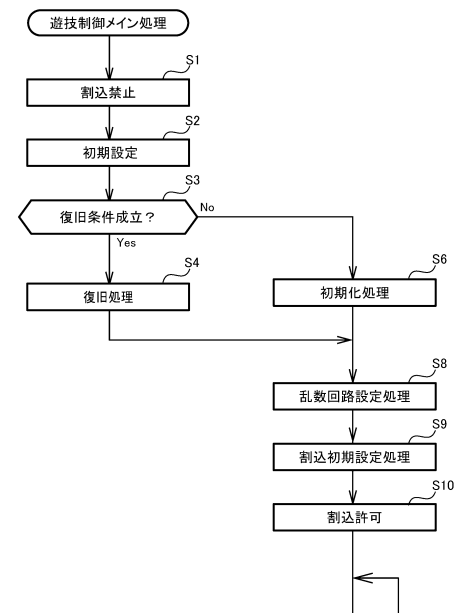 遊技制御メイン処理
S1
割込禁止
S2
初期設定
S3
復旧条件成立？
No
Yes
S4
復旧処理
S6
初期化処理
S8
乱数回路設定処理
S9
割込初期設定処理
S10
割込許可